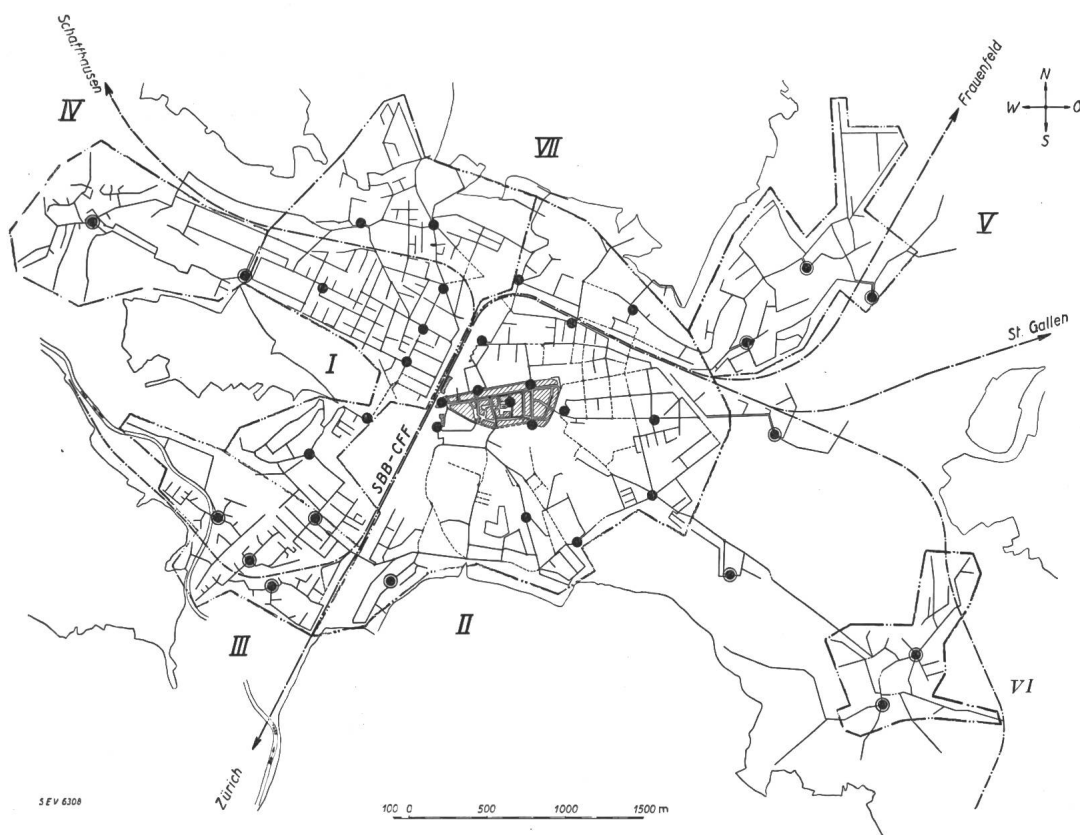 Schaffhausen
IV
VII
Frauenfeld
N
W O
S
V
St. Gallen
I
SBB-CFF
III
II
VI
Zürich
SEV 6308
100 0 500 1000 1500 m